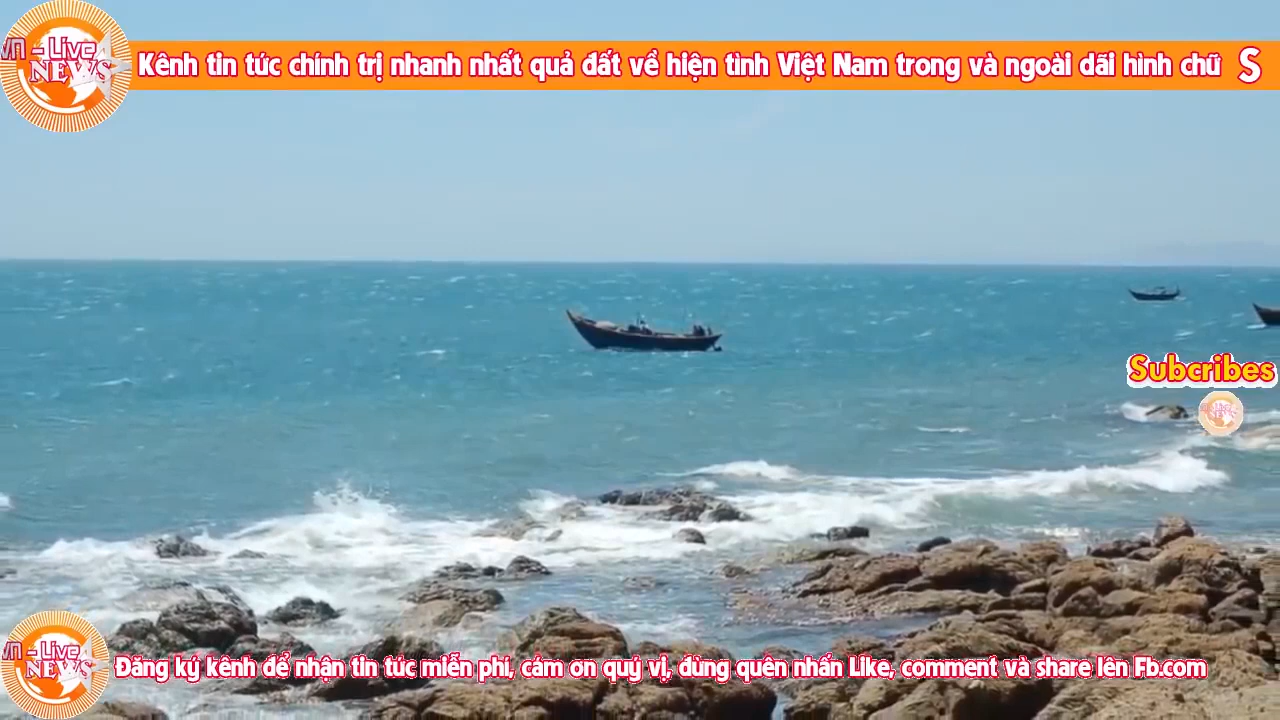 VN - Live
NEWS
Kênh tin tức chính trị nhanh nhất quả đất về hiện tình Việt Nam trong và ngoài dãi hình chữ S
Subcribes
VN - Live
NEWS
Đăng ký kênh để nhận tin tức miễn phí, cám ơn quý vị, đừng quên nhấn Like, comment và share lên Fb.com